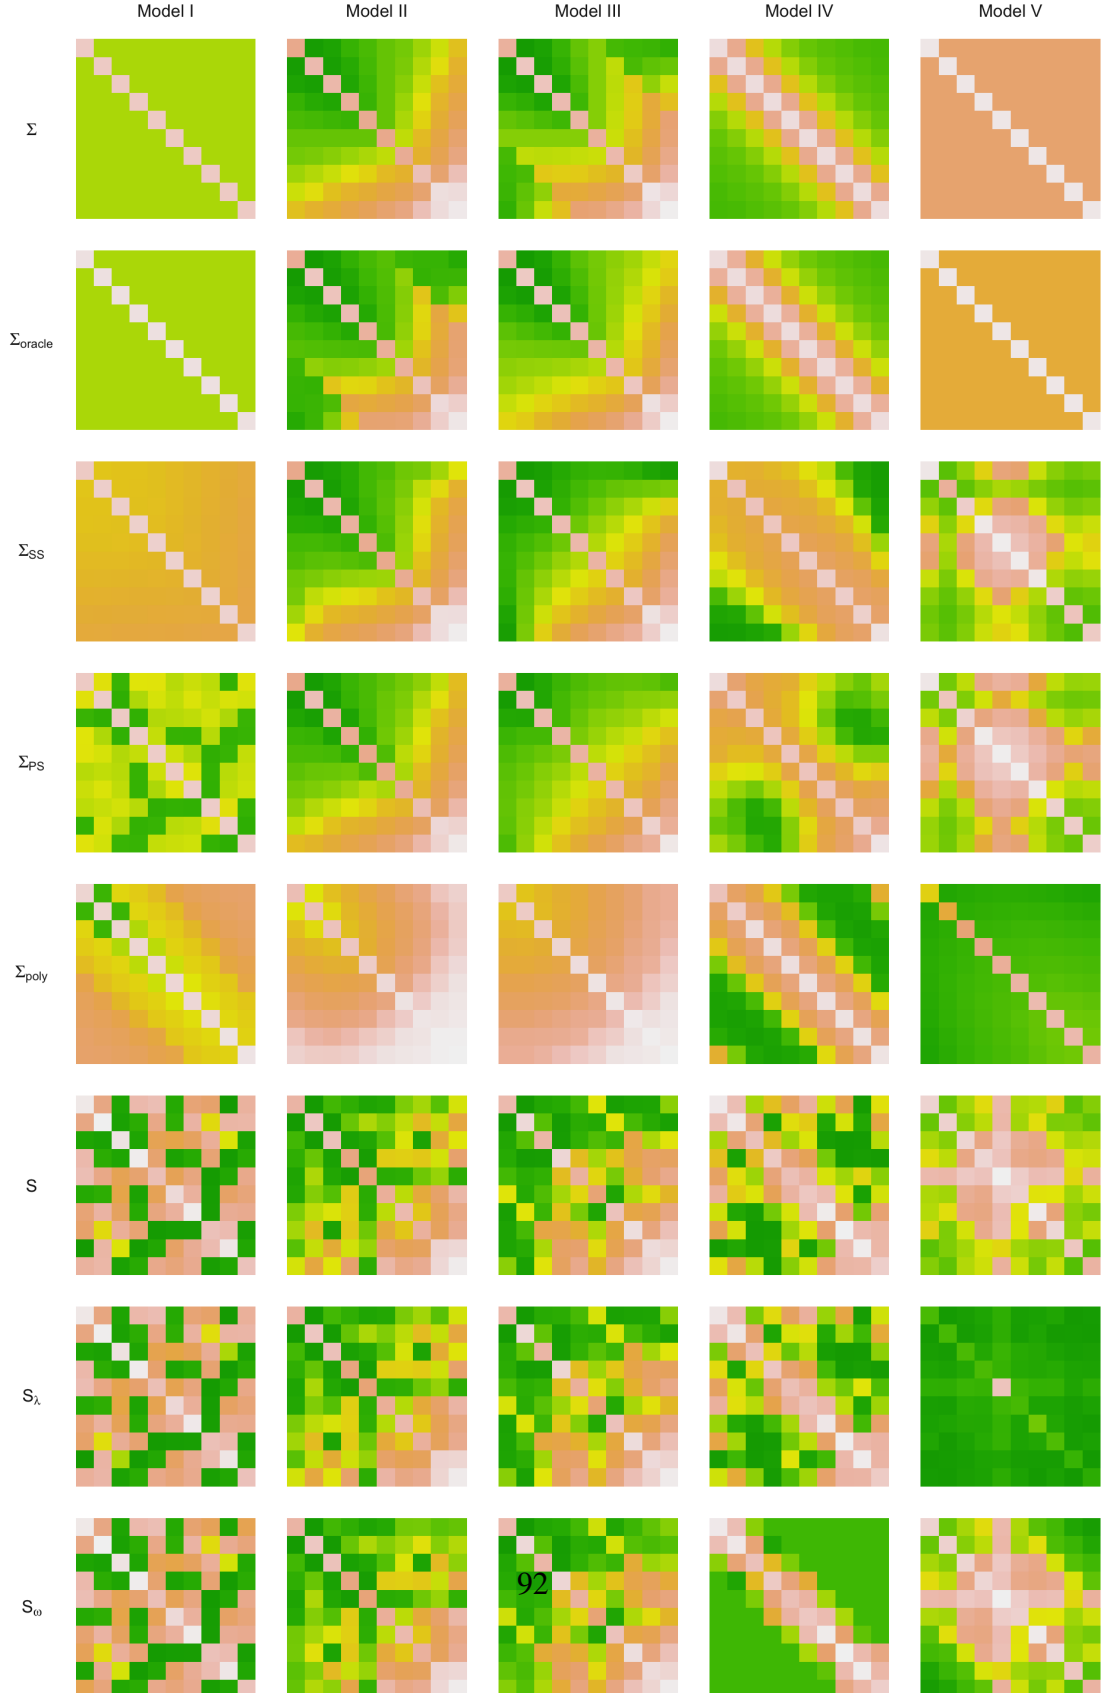 Model I Model II Model III Model IV Model V
Σ
Σoracle
ΣSS
ΣPS
Σpoly
S
Sλ
Sω
92